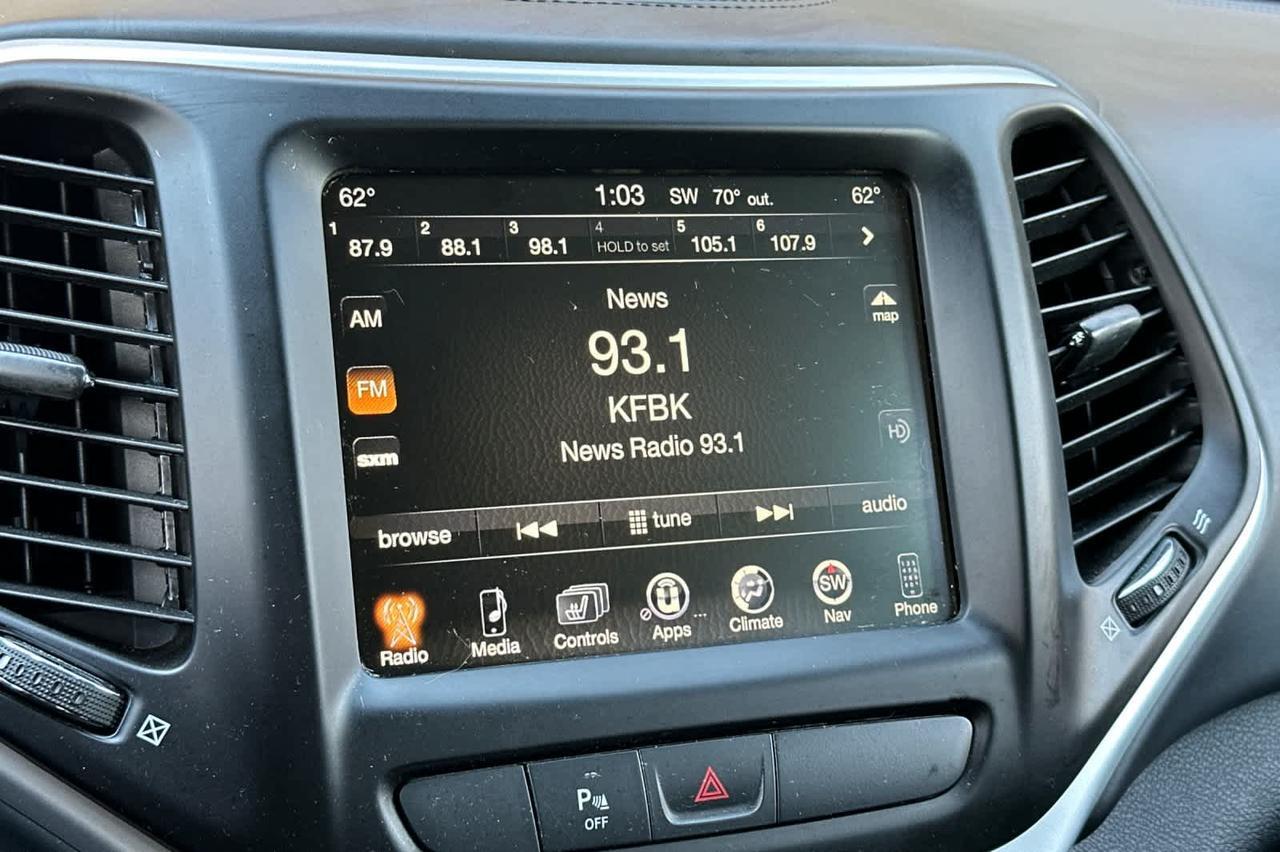 62° 1:03 SW 70° out. 62°
1 87.9 2 88.1 3 98.1 4 HOLD to set 5 105.1 6 107.9
News
AM
map
93.1
FM
KFBK
HD
News Radio 93.1
sxm
browse tune audio
SW
Radio Media Controls Apps ... Climate Nav Phone
P
OFF